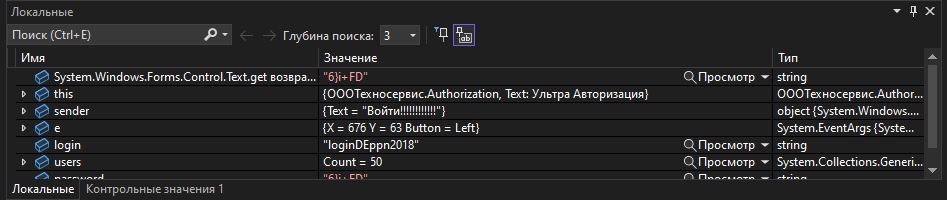 Локальные
Поиск (Ctrl+E) Глубина поиска: 3
Имя Значение Тип
System.Windows.Forms.Control.Text.get возвра... "6}i+FD" Просмотр string
this {ОООТехносервис.Authorization, Text: Ультра Авторизация} ОООТехносервис.Author...
sender {Text = "Войти!!!!!!!!!!!!"} object {System.Windows....
e {X = 676 Y = 63 Button = Left} System.EventArgs {Syste...
login "loginDEppn2018" Просмотр string
users Count = 50 Просмотр System.Collections.Generi...
password "6}i+FD" Просмотр string
Локальные Контрольные значения 1